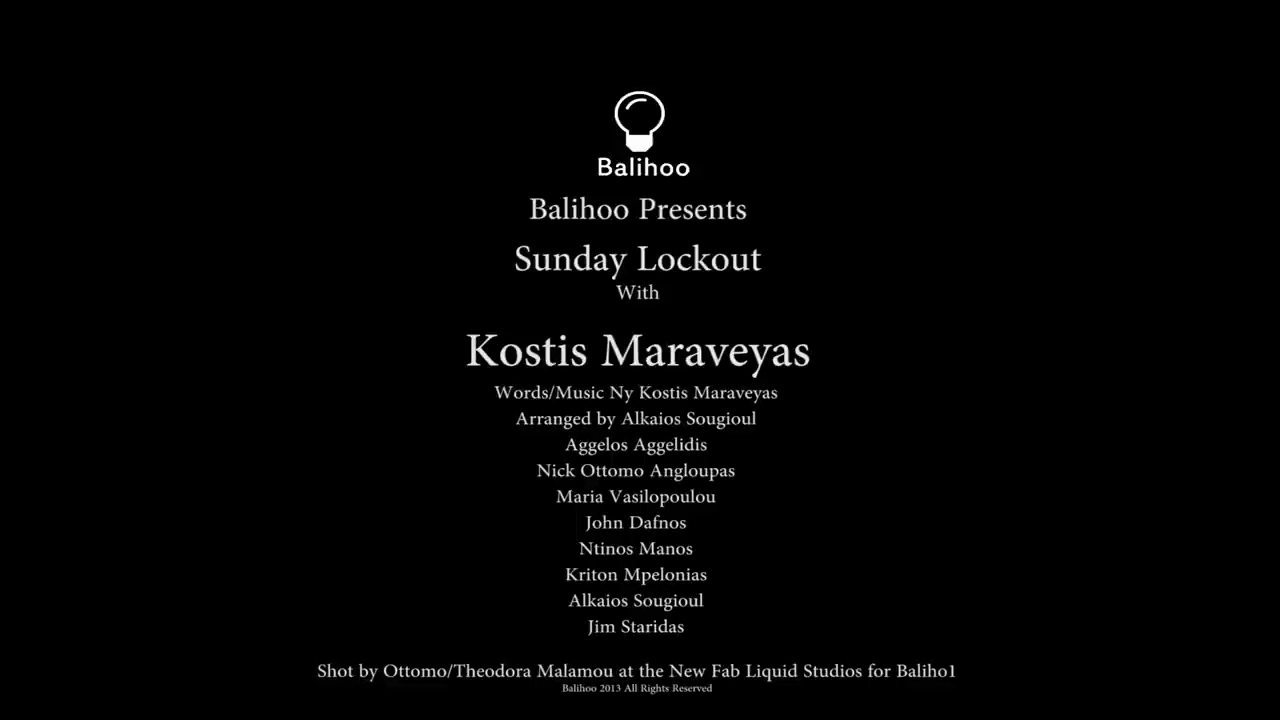 Balihoo
Balihoo Presents
Sunday Lockout
With
Kostis Maraveyas
Words/Music Ny Kostis Maraveyas
Arranged by Alkaios Sougioul
Aggelos Aggelidis
Nick Ottomo Angloupas
Maria Vasilopoulou
John Dafnos
Ntinos Manos
Kriton Mpelonias
Alkaios Sougioul
Jim Staridas
Shot by Ottomo/Theodora Malamou at the New Fab Liquid Studios for Baliho1
Balihoo 2013 All Rights Reserved